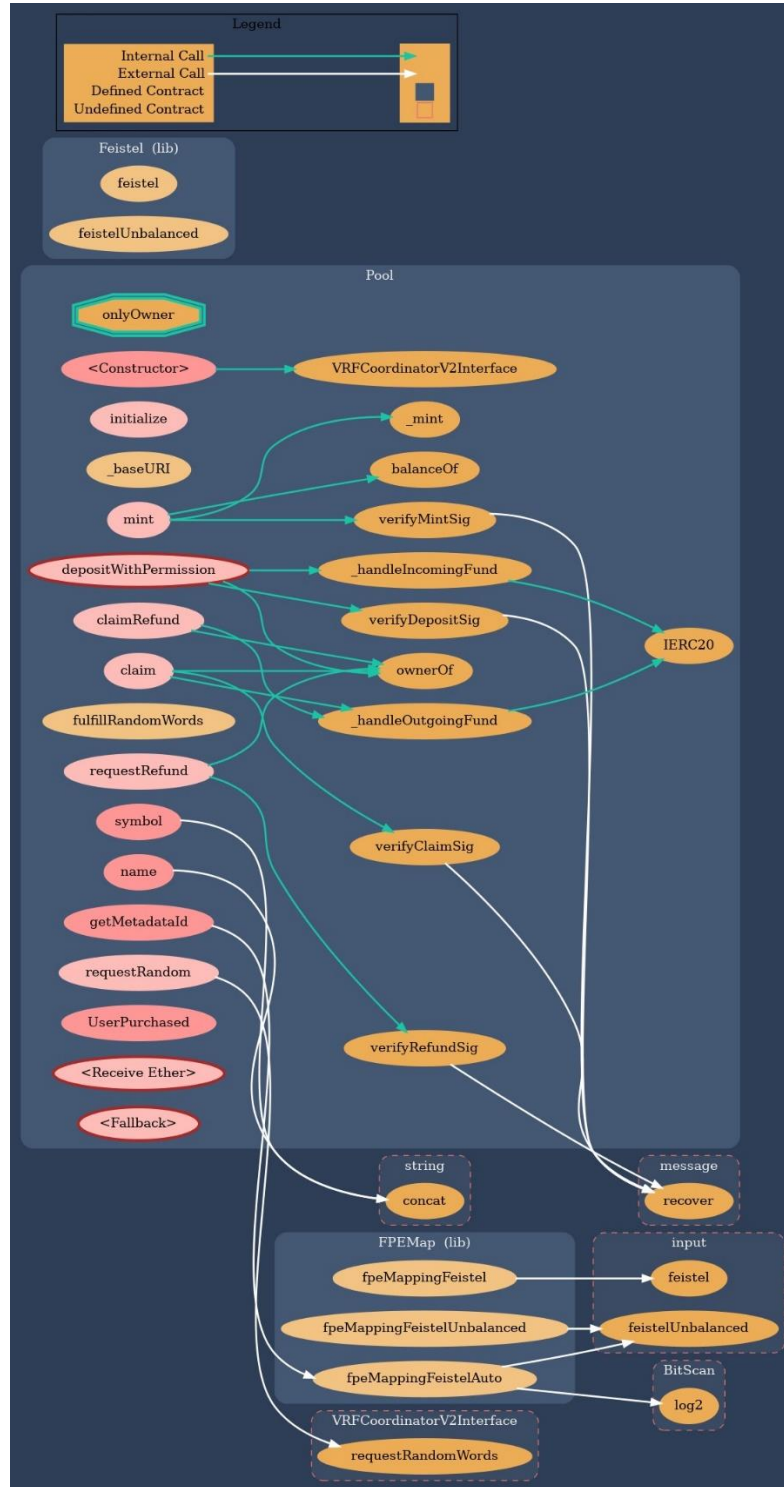 Legend
Internal Call
External Call
Defined Contract
Undefined Contract
Feistel (lib)
feistel
feistelUnbalanced
Pool
onlyOwner
<Constructor>
VRFCoordinatorV2Interface
initialize
_mint
_baseURI
balanceOf
mint
verifyMintSig
depositWithPermission
_handleIncomingFund
claimRefund
verifyDepositSig
IERC20
claim
ownerOf
fulfillRandomWords
_handleOutgoingFund
requestRefund
symbol
verifyClaimSig
name
getMetadataId
requestRandom
UserPurchased
verifyRefundSig
<Receive Ether>
<Fallback>
string
message
concat
recover
FPEMap (lib)
input
fpeMappingFeistel
feistel
fpeMappingFeistelUnbalanced
feistelUnbalanced
fpeMappingFeistelAuto
BitScan
log2
VRFCoordinatorV2Interface
requestRandomWords